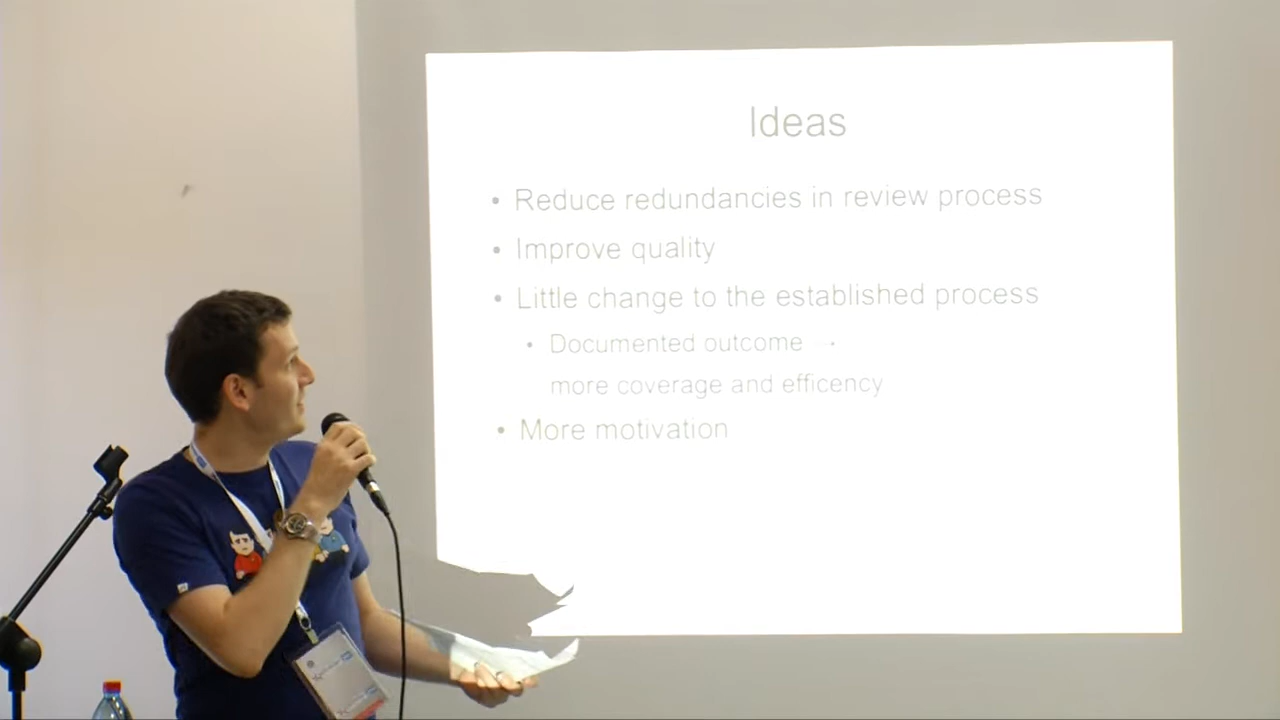 Ideas
• Reduce redundancies in review process
• Improve quality
• Little change to the established process
• Documented outcome →
more coverage and efficency
• More motivation